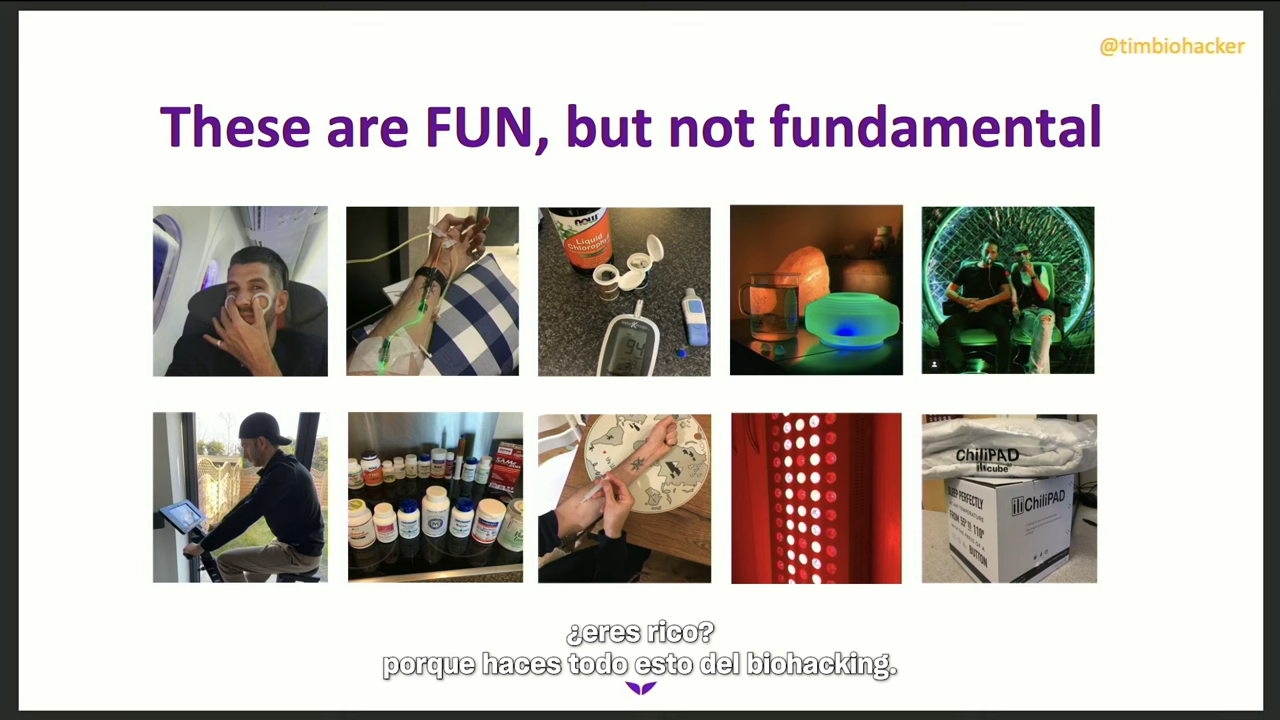 @timbiohacker
These are FUN, but not fundamental
NOW
Liquid
Chlorophyll
ChiliPAD
cube
SLEEP PERFECTLY
ChiliPAD
BUTTON
¿eres rico?
porque haces todo esto del biohacking.